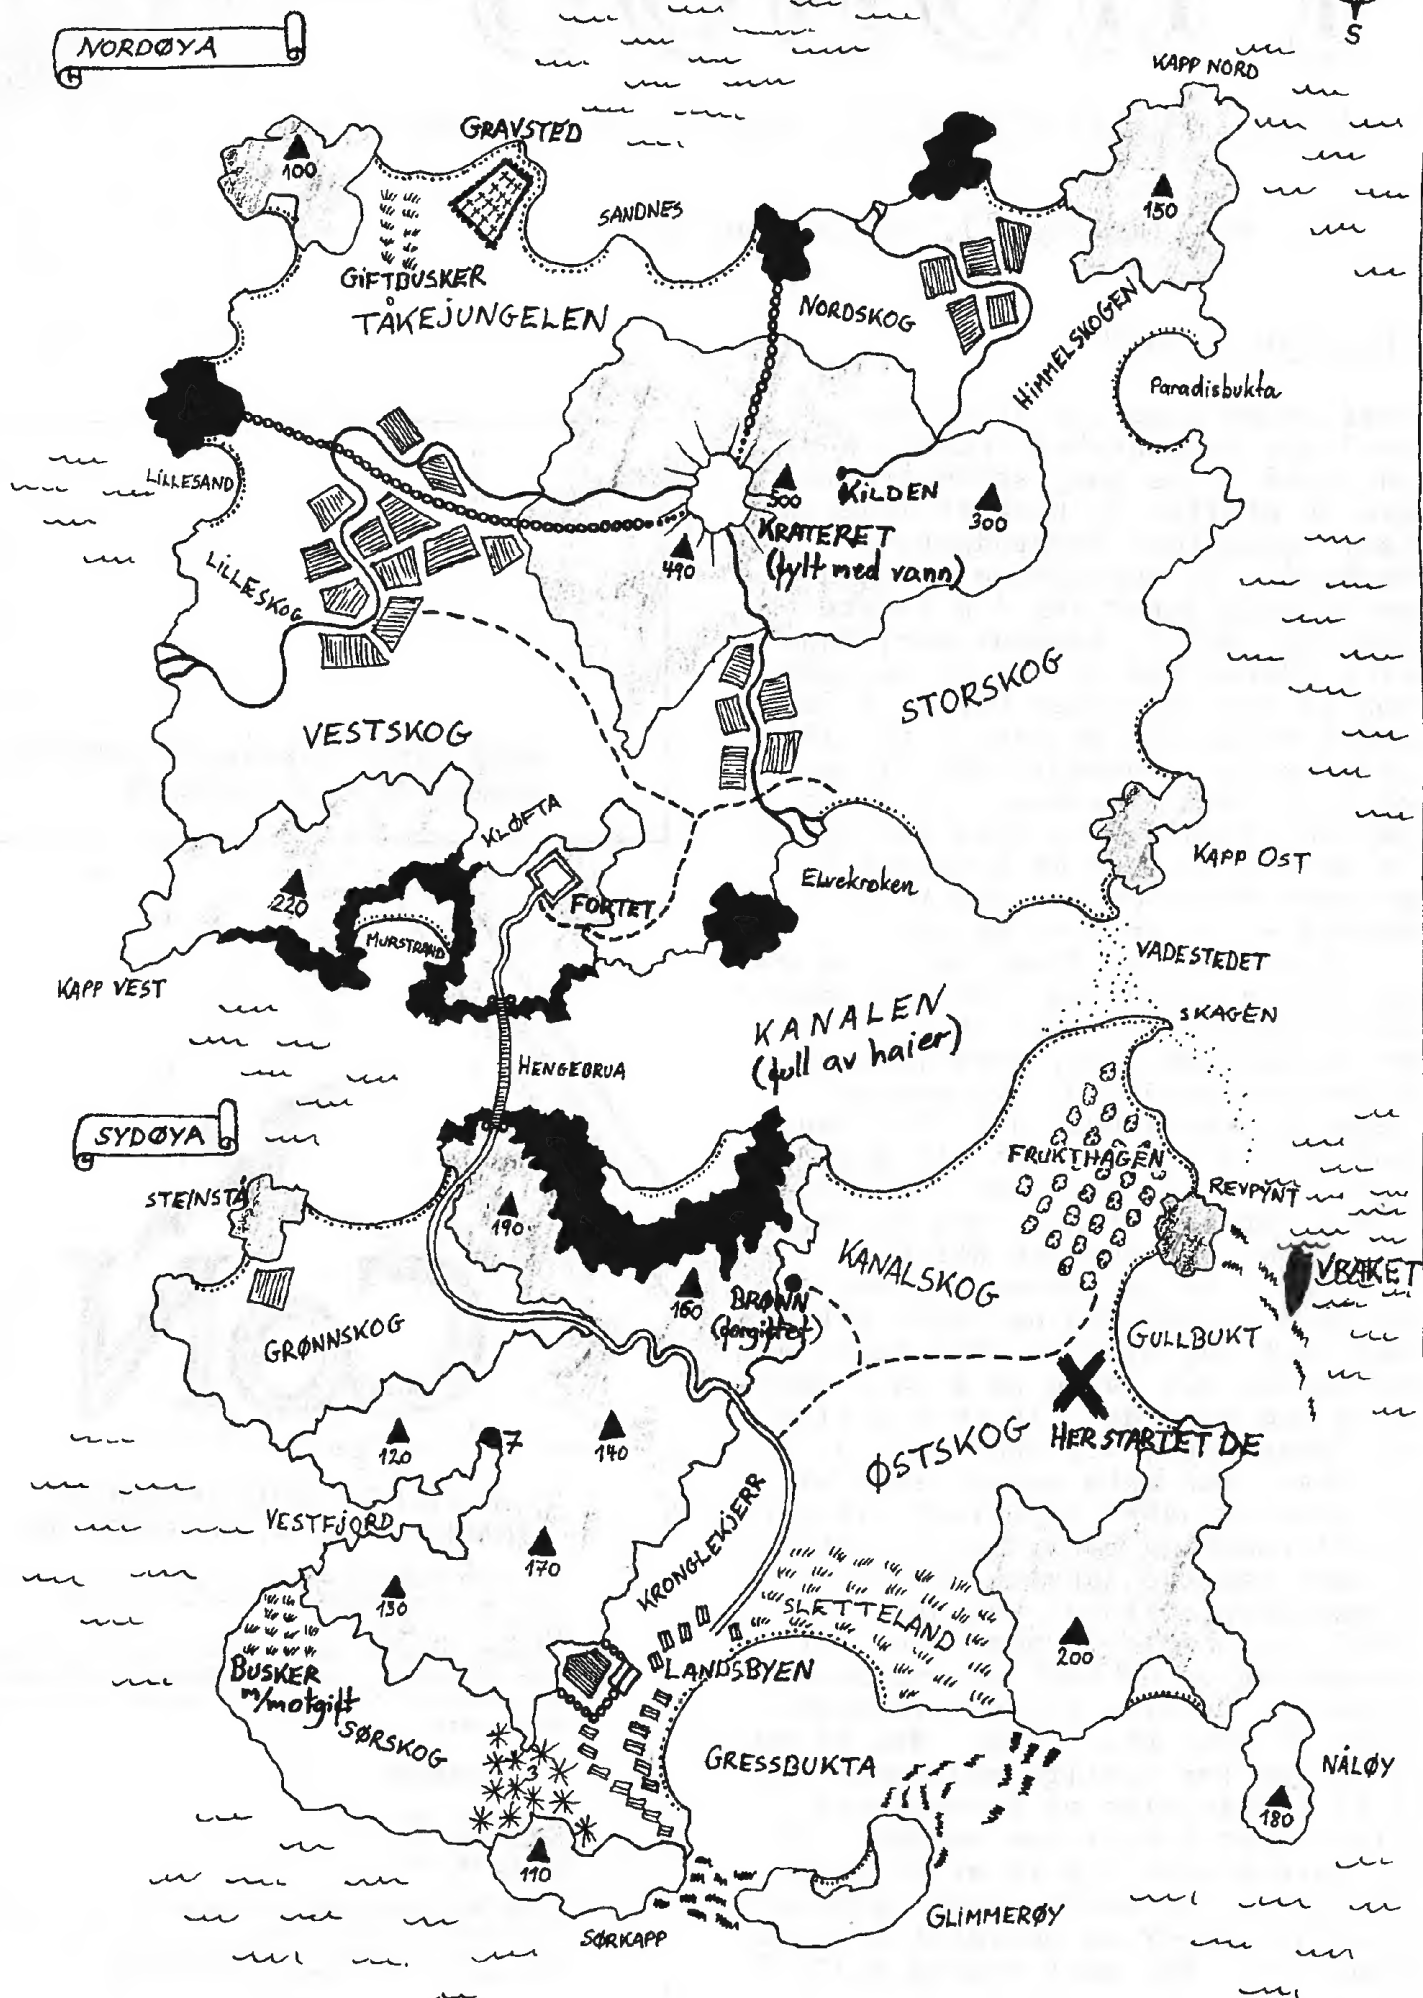 S
NORDØYA
KAPP NORD
GRAVSTED
100
150
SANDNES
GIFTBUSKER
TÅKEJUNGELEN
NORDSKOG
HIMMELSKOGEN
Paradisbukta
LILLESAND
500
KILDEN
300
KRATERET
(fylt med vann)
490
LILLESKOG
STORSKOG
VESTSKOG
KLØFTA
KAPP OST
220
Elvekroken
FORTET
MURSTRAND
VADESTEDET
KAPP VEST
SKAGEN
KANALEN
(full av haier)
HENGEBRUA
SYDØYA
FRUKTHAGEN
STEINSTÅ
REVPYNT
190
KANALSKOG
VRAKET
160
BRØNN
(forgiftet)
GULLBUKT
GRØNNSKOG
ØSTSKOG
HER STARTET DE
120
7
140
VESTFJORD
170
KRONGLEKJERR
130
SLETTELAND
200
BUSKER
m/motgift
LANDSBYEN
SØRSKOG
3
GRESSBUKTA
NÅLØY
180
110
GLIMMERØY
SØRKAPP